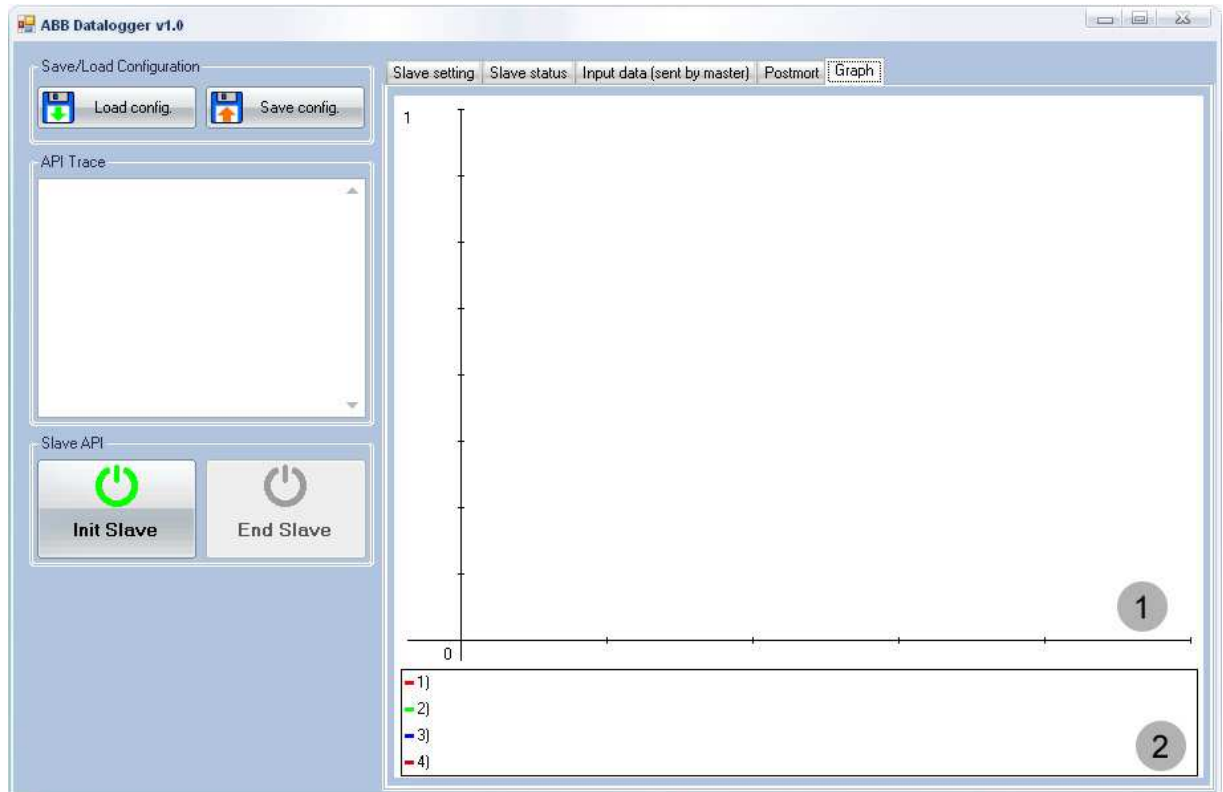 ABB Datalogger v1.0
Save/Load Configuration
Load config.
Save config.
API Trace
Slave API
Init Slave
End Slave
Slave setting
Slave status
Input data (sent by master)
Postmort
Graph
1
0
1
1)
2)
3)
4)
2